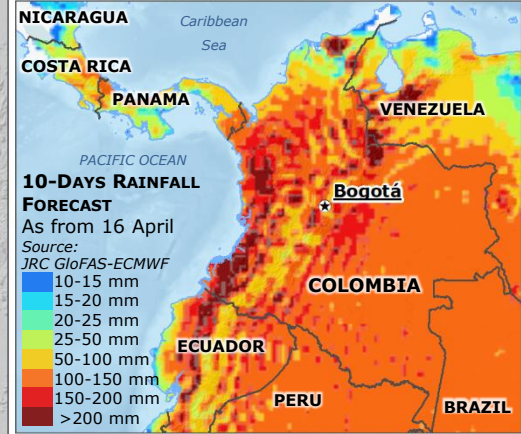 NICARAGUA
Caribbean
Sea
COSTA RICA
PANAMA
VENEZUELA
PACIFIC OCEAN
10-DAYS RAINFALL
FORECAST
As from 16 April
Source:
JRC GloFAS-ECMWF
10-15 mm
15-20 mm
20-25 mm
25-50 mm
50-100 mm
100-150 mm
150-200 mm
>200 mm
Bogotá
COLOMBIA
ECUADOR
PERU
BRAZIL